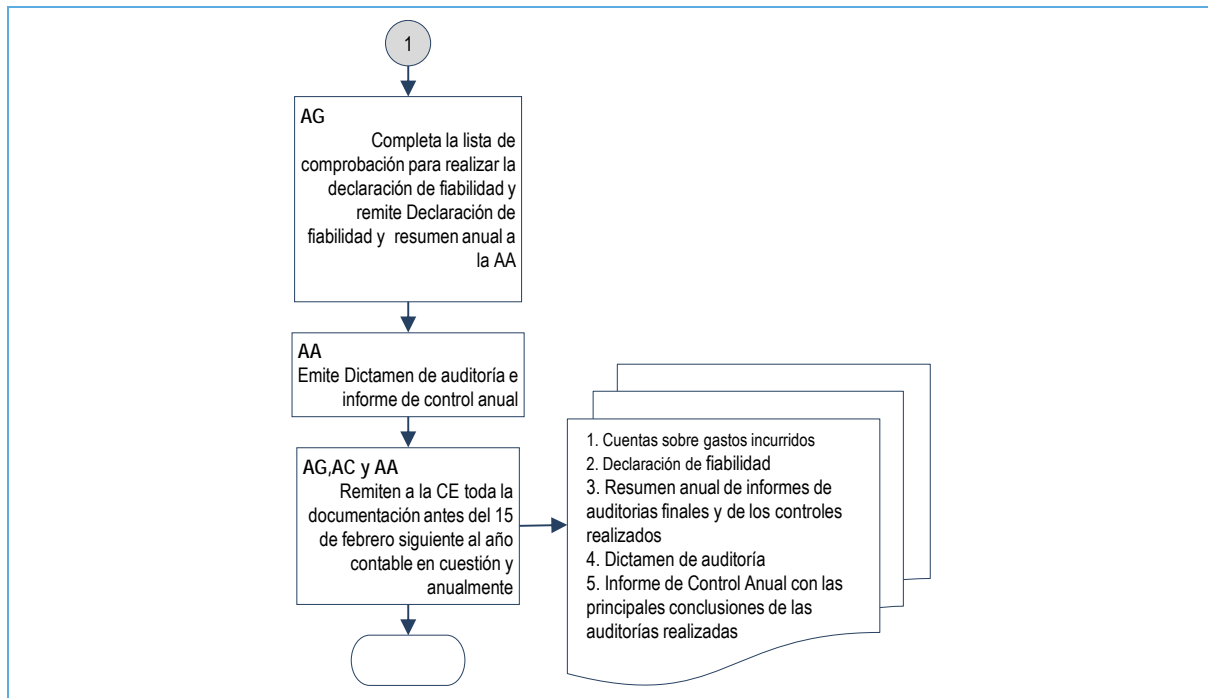 1
AG
Completa la lista de
comprobación para realizar la
declaración de fiabilidad y
remite Declaración de
fiabilidad y resumen anual a
la AA
AA
Emite Dictamen de auditoría e
informe de control anual
AG,AC y AA
Remiten a la CE toda la
documentación antes del 15
de febrero siguiente al año
contable en cuestión y
anualmente
1. Cuentas sobre gastos incurridos
2. Declaración de fiabilidad
3. Resumen anual de informes de
auditorias finales y de los controles
realizados
4. Dictamen de auditoría
5. Informe de Control Anual con las
principales conclusiones de las
auditorías realizadas